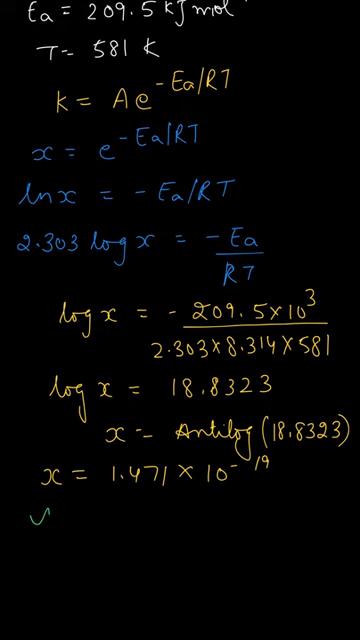 Ea = 209.5 kJ mol
T = 581 K
K = Ae^-Ea/RT
x = e^-Ea/RT
lnx = -Ea/RT
2.303 log x = -Ea/RT
log x = - 209.5×10³/2.303×8.314×581
log x = 18.8323
x = Antilog (18.8323)
x = 1.471 × 10^-19